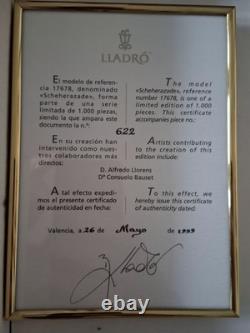 LLADRÓ
El modelo de referencia 17678, denominado «Scheherazade», forma parte de una serie limitada de 1.000 piezas, siendo la que ampara este documento la n.º:
The model «Scheherazade», reference number 17678, is one of a limited edition of 1.000 pieces. This certificate accompanies piece no.:
622
En su creación han intervenido como nuestros colaboradores más directos:
Artists contributing to the creation of this edition include:
D. Alfredo Llorens
Dª Consuelo Bauset
A tal efecto expedimos el presente certificado de autenticidad en fecha:
To this effect, we hereby issue this certificate of authenticity dated:
Valencia, a 26 de Mayo de 1999